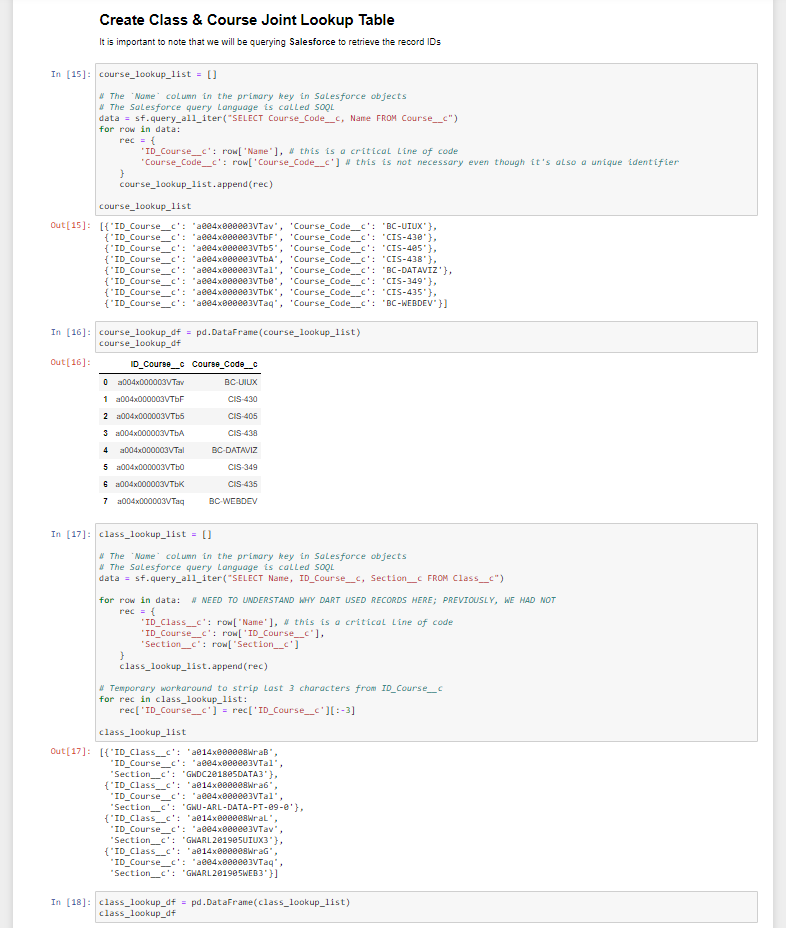 Create Class & Course Joint Lookup Table
It is important to note that we will be querying Salesforce to retrieve the record IDs
In [15]: course_lookup_list = []
# The `Name` column in the primary key in Salesforce objects
# The Salesforce query language is called SOQL
data = sf.query_all_iter("SELECT Course_Code__c, Name FROM Course__c")
for row in data:
rec = {
'ID_Course__c': row['Name'], # this is a critical line of code
'Course_Code__c': row['Course_Code__c'] # this is not necessary even though it's also a unique identifier
}
course_lookup_list.append(rec)
course_lookup_list
Out[15]: [{'ID_Course__c': 'a004x000003VTav', 'Course_Code__c': 'BC-UIUX'},
{'ID_Course__c': 'a004x000003VTbF', 'Course_Code__c': 'CIS-430'},
{'ID_Course__c': 'a004x000003VTb5', 'Course_Code__c': 'CIS-405'},
{'ID_Course__c': 'a004x000003VTbA', 'Course_Code__c': 'CIS-438'},
{'ID_Course__c': 'a004x000003VTal', 'Course_Code__c': 'BC-DATAVIZ'},
{'ID_Course__c': 'a004x000003VTb0', 'Course_Code__c': 'CIS-349'},
{'ID_Course__c': 'a004x000003VTbK', 'Course_Code__c': 'CIS-435'},
{'ID_Course__c': 'a004x000003VTaq', 'Course_Code__c': 'BC-WEBDEV'}]
In [16]: course_lookup_df = pd.DataFrame(course_lookup_list)
course_lookup_df
Out[16]: ID_Course__c Course_Code__c
0 a004x000003VTav BC-UIUX
1 a004x000003VTbF CIS-430
2 a004x000003VTb5 CIS-405
3 a004x000003VTbA CIS-438
4 a004x000003VTal BC-DATAVIZ
5 a004x000003VTb0 CIS-349
6 a004x000003VTbK CIS-435
7 a004x000003VTaq BC-WEBDEV
In [17]: class_lookup_list = []
# The `Name` column in the primary key in Salesforce objects
# The Salesforce query language is called SOQL
data = sf.query_all_iter("SELECT Name, ID_Course__c, Section__c FROM Class__c")
for row in data: # NEED TO UNDERSTAND WHY DART USED RECORDS HERE; PREVIOUSLY, WE HAD NOT
rec = {
'ID_Class__c': row['Name'], # this is a critical line of code
'ID_Course__c': row['ID_Course__c'],
'Section__c': row['Section__c']
}
class_lookup_list.append(rec)
# Temporary workaround to strip last 3 characters from ID_Course__c
for rec in class_lookup_list:
rec['ID_Course__c'] = rec['ID_Course__c'][:-3]
class_lookup_list
Out[17]: [{'ID_Class__c': 'a014x000008WraB',
'ID_Course__c': 'a004x000003VTal',
'Section__c': 'GWDC201805DATA3'},
{'ID_Class__c': 'a014x000008Wra6',
'ID_Course__c': 'a004x000003VTal',
'Section__c': 'GWU-ARL-DATA-PT-09-0'},
{'ID_Class__c': 'a014x000008WraL',
'ID_Course__c': 'a004x000003VTav',
'Section__c': 'GWARL201905UIUX3'},
{'ID_Class__c': 'a014x000008WraG',
'ID_Course__c': 'a004x000003VTaq',
'Section__c': 'GWARL201905WEB3'}]
In [18]: class_lookup_df = pd.DataFrame(class_lookup_list)
class_lookup_df